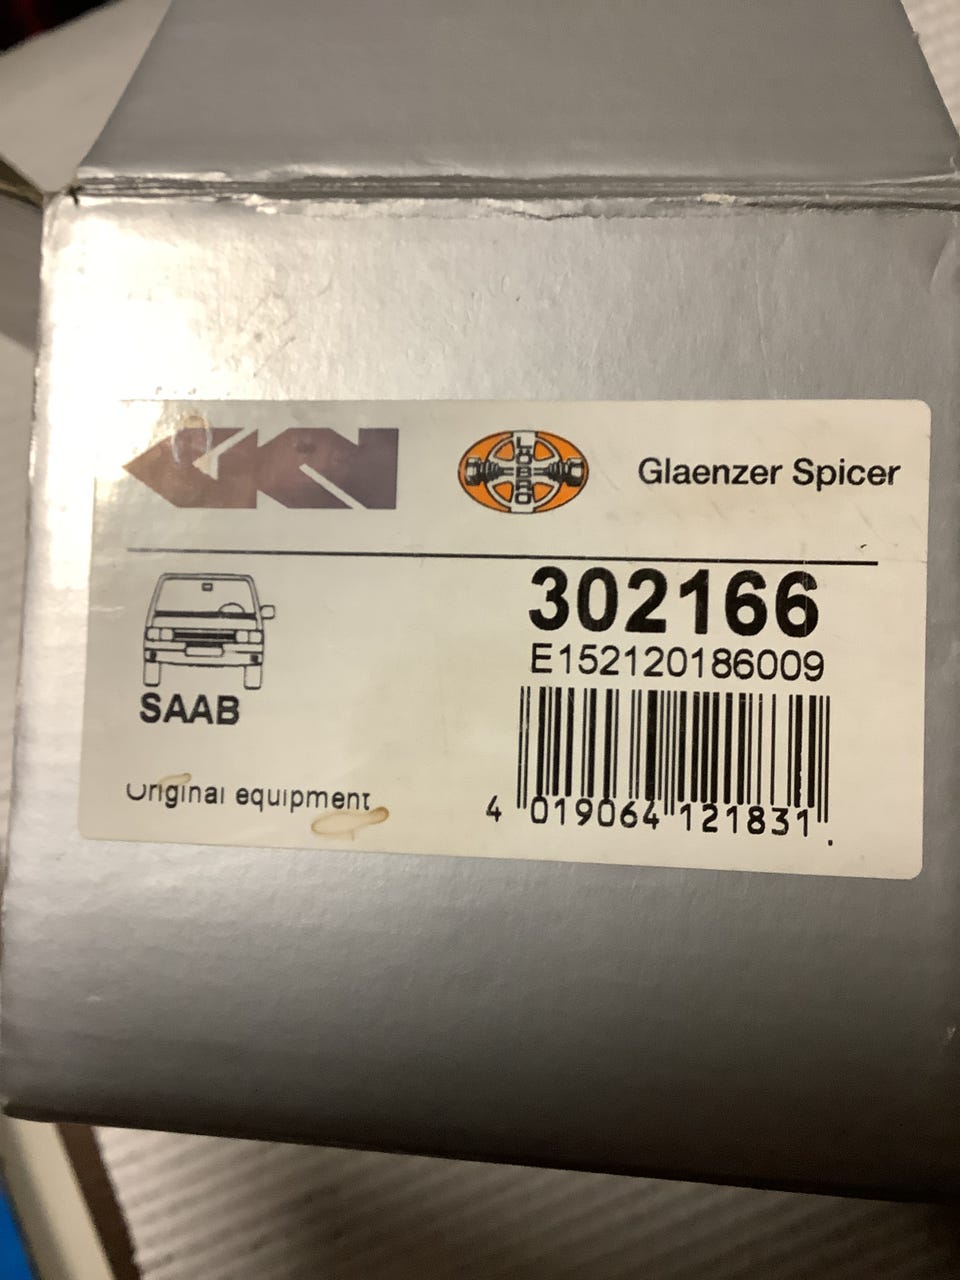 GKN
LÖBRO
Glaenzer Spicer
302166
E152120186009
SAAB
Original equipment
4 019064 121831